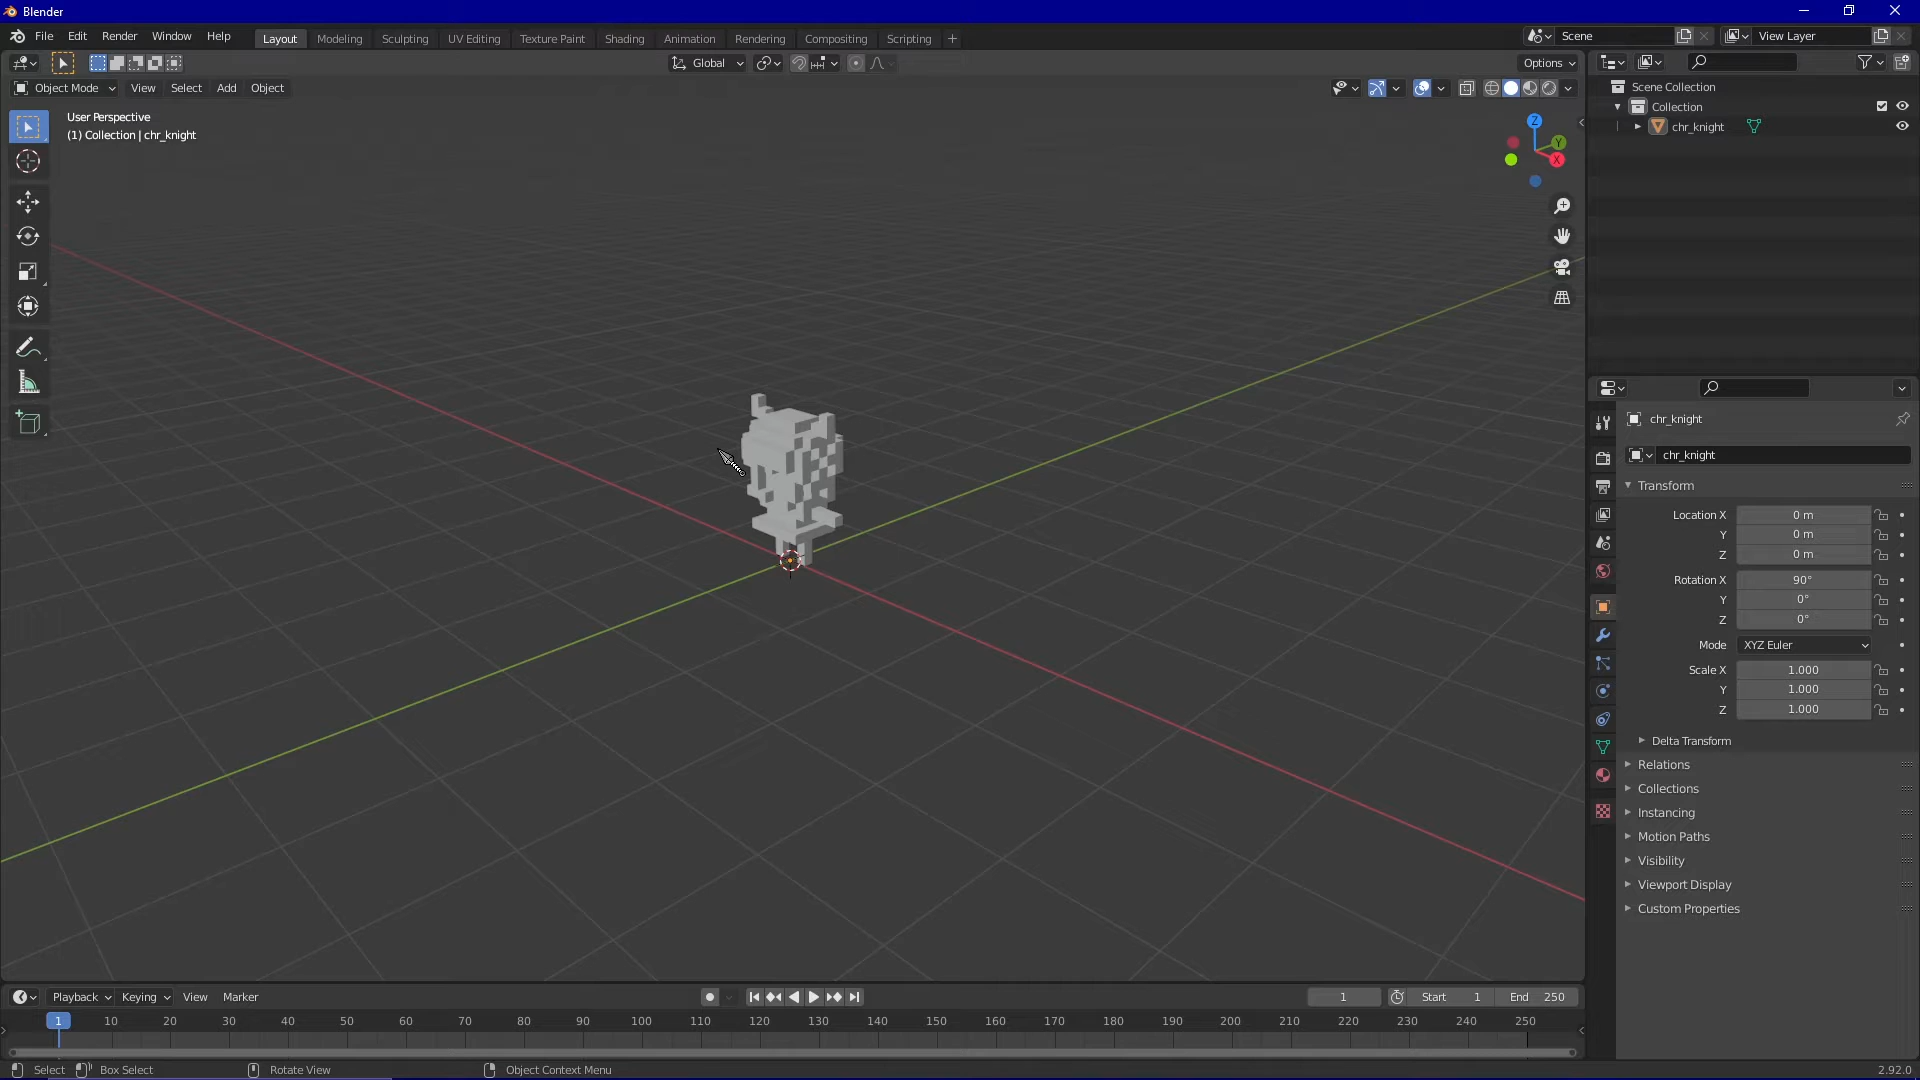 Blender
File Edit Render Window Help Layout Modeling Sculpting UV Editing Texture Paint Shading Animation Rendering Compositing Scripting + Scene View Layer
Global Options
Object Mode View Select Add Object
User Perspective
(1) Collection | chr_knight
Z
Y
X
Scene Collection
Collection
chr_knight
chr_knight
chr_knight
Transform
Location X 0 m
Y 0 m
Z 0 m
Rotation X 90°
Y 0°
Z 0°
Mode XYZ Euler
Scale X 1.000
Y 1.000
Z 1.000
Delta Transform
Relations
Collections
Instancing
Motion Paths
Visibility
Viewport Display
Custom Properties
Playback Keying View Marker 1 Start 1 End 250
1 10 20 30 40 50 60 70 80 90 100 110 120 130 140 150 160 170 180 190 200 210 220 230 240 250
Select Box Select Rotate View Object Context Menu 2.92.0